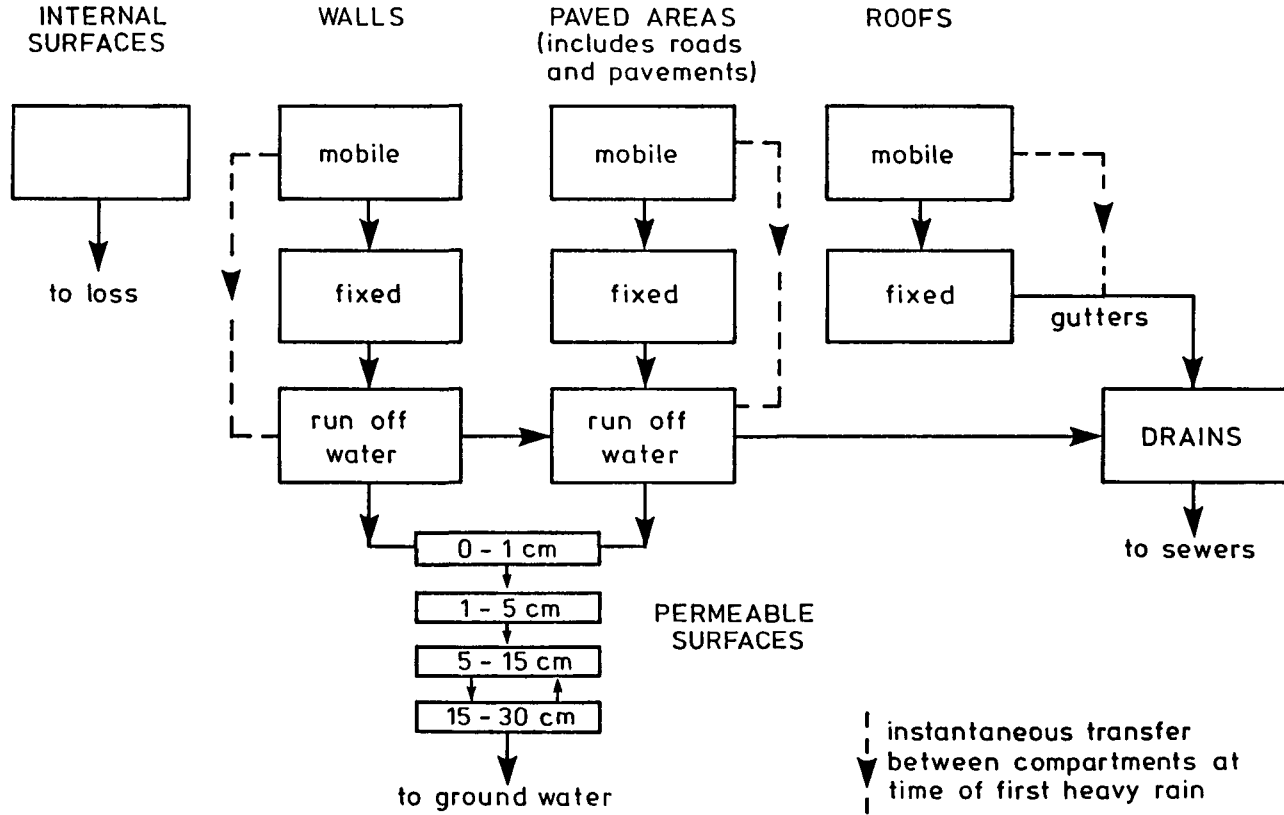 INTERNAL
SURFACES
WALLS
PAVED AREAS
(includes roads
and pavements)
ROOFS
mobile
mobile
mobile
to loss
fixed
fixed
fixed
gutters
run off
water
run off
water
DRAINS
to sewers
0 - 1 cm
1 - 5 cm
5 - 15 cm
15 - 30 cm
PERMEABLE
SURFACES
to ground water
instantaneous transfer
between compartments at
time of first heavy rain